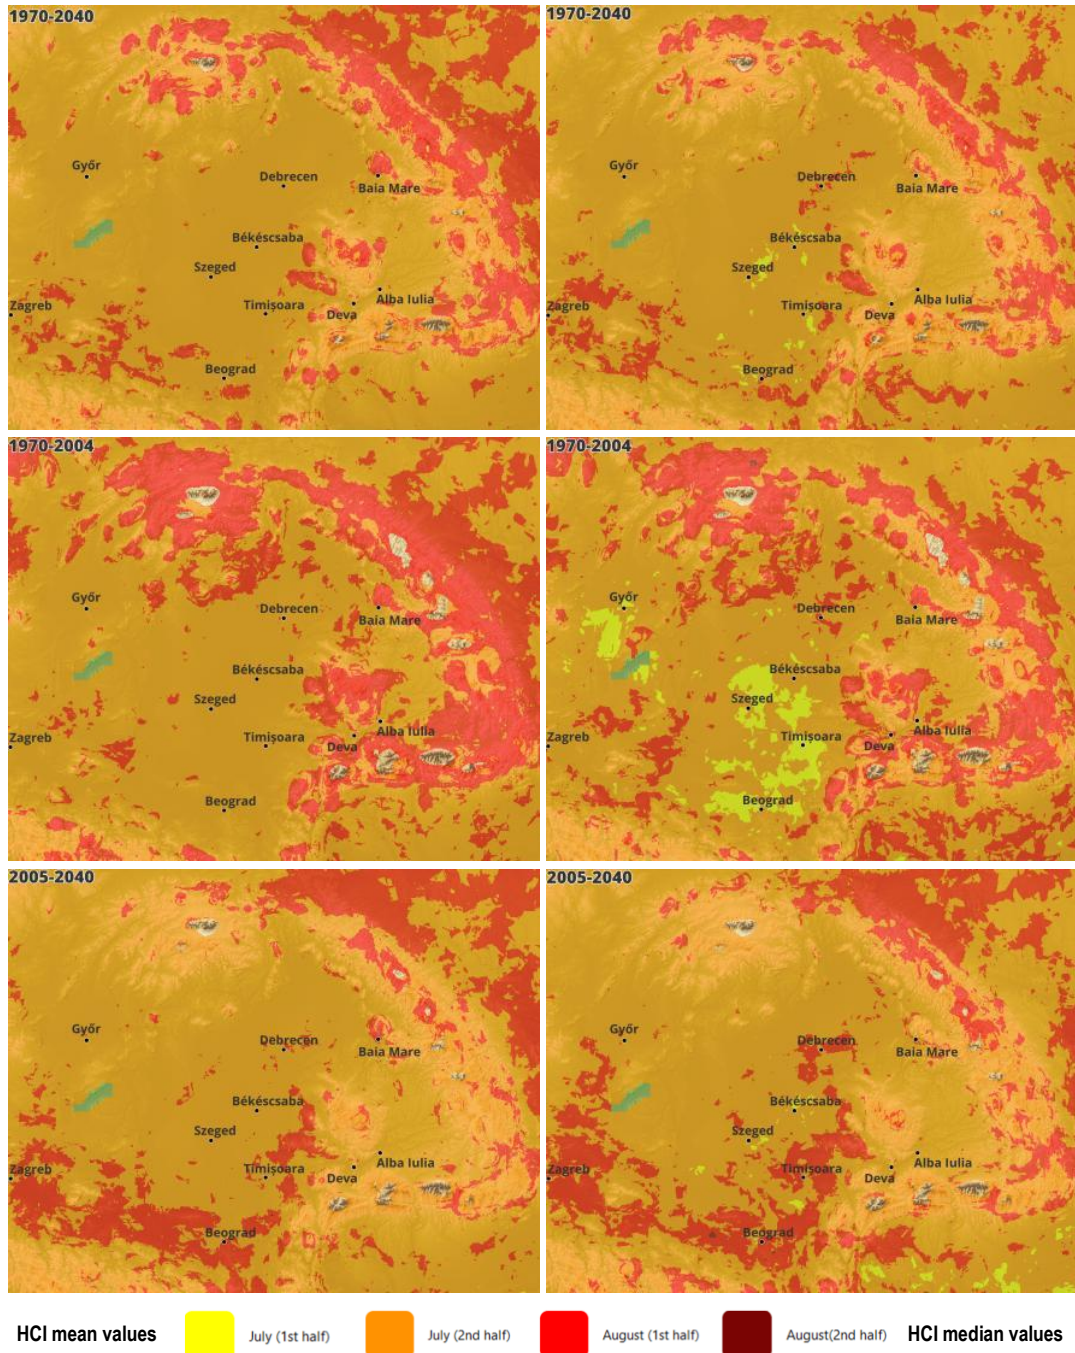 1970-2040
Győr
Debrecen
Baia Mare
Békéscsaba
Szeged
Zagreb
Timișoara
Alba Iulia
Deva
Beograd
1970-2040
Győr
Debrecen
Baia Mare
Békéscsaba
Szeged
Zagreb
Timișoara
Alba Iulia
Deva
Beograd
1970-2004
Győr
Debrecen
Baia Mare
Békéscsaba
Szeged
Zagreb
Timișoara
Alba Iulia
Deva
Beograd
1970-2004
Győr
Debrecen
Baia Mare
Békéscsaba
Szeged
Zagreb
Timișoara
Alba Iulia
Deva
Beograd
2005-2040
Győr
Debrecen
Baia Mare
Békéscsaba
Szeged
Zagreb
Timișoara
Alba Iulia
Deva
Beograd
2005-2040
Győr
Debrecen
Baia Mare
Békéscsaba
Szeged
Zagreb
Timișoara
Alba Iulia
Deva
Beograd
HCI mean values July (1st half) July (2nd half) August (1st half) August(2nd half) HCI median values